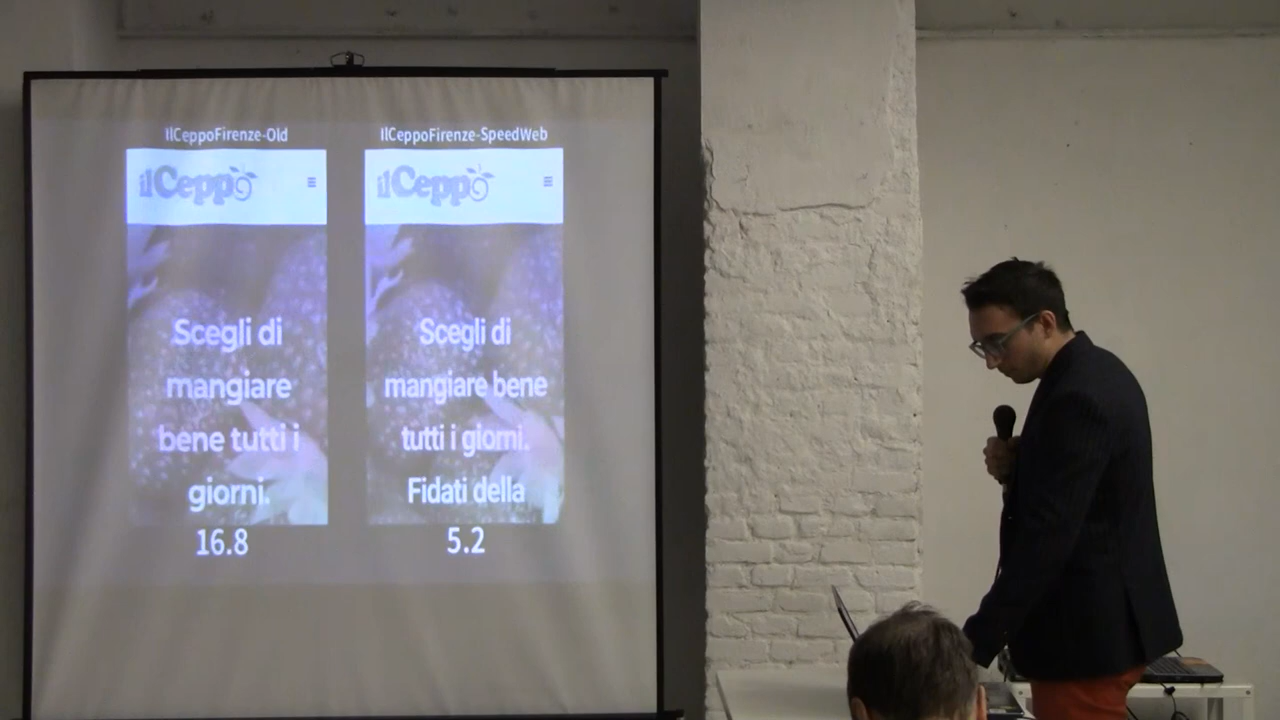 IlCeppoFirenze-Old
ilCeppo
Scegli di
mangiare
bene tutti i
giorni.
16.8
IlCeppoFirenze-SpeedWeb
ilCeppo
Scegli di
mangiare bene
tutti i giorni.
Fidati della
5.2